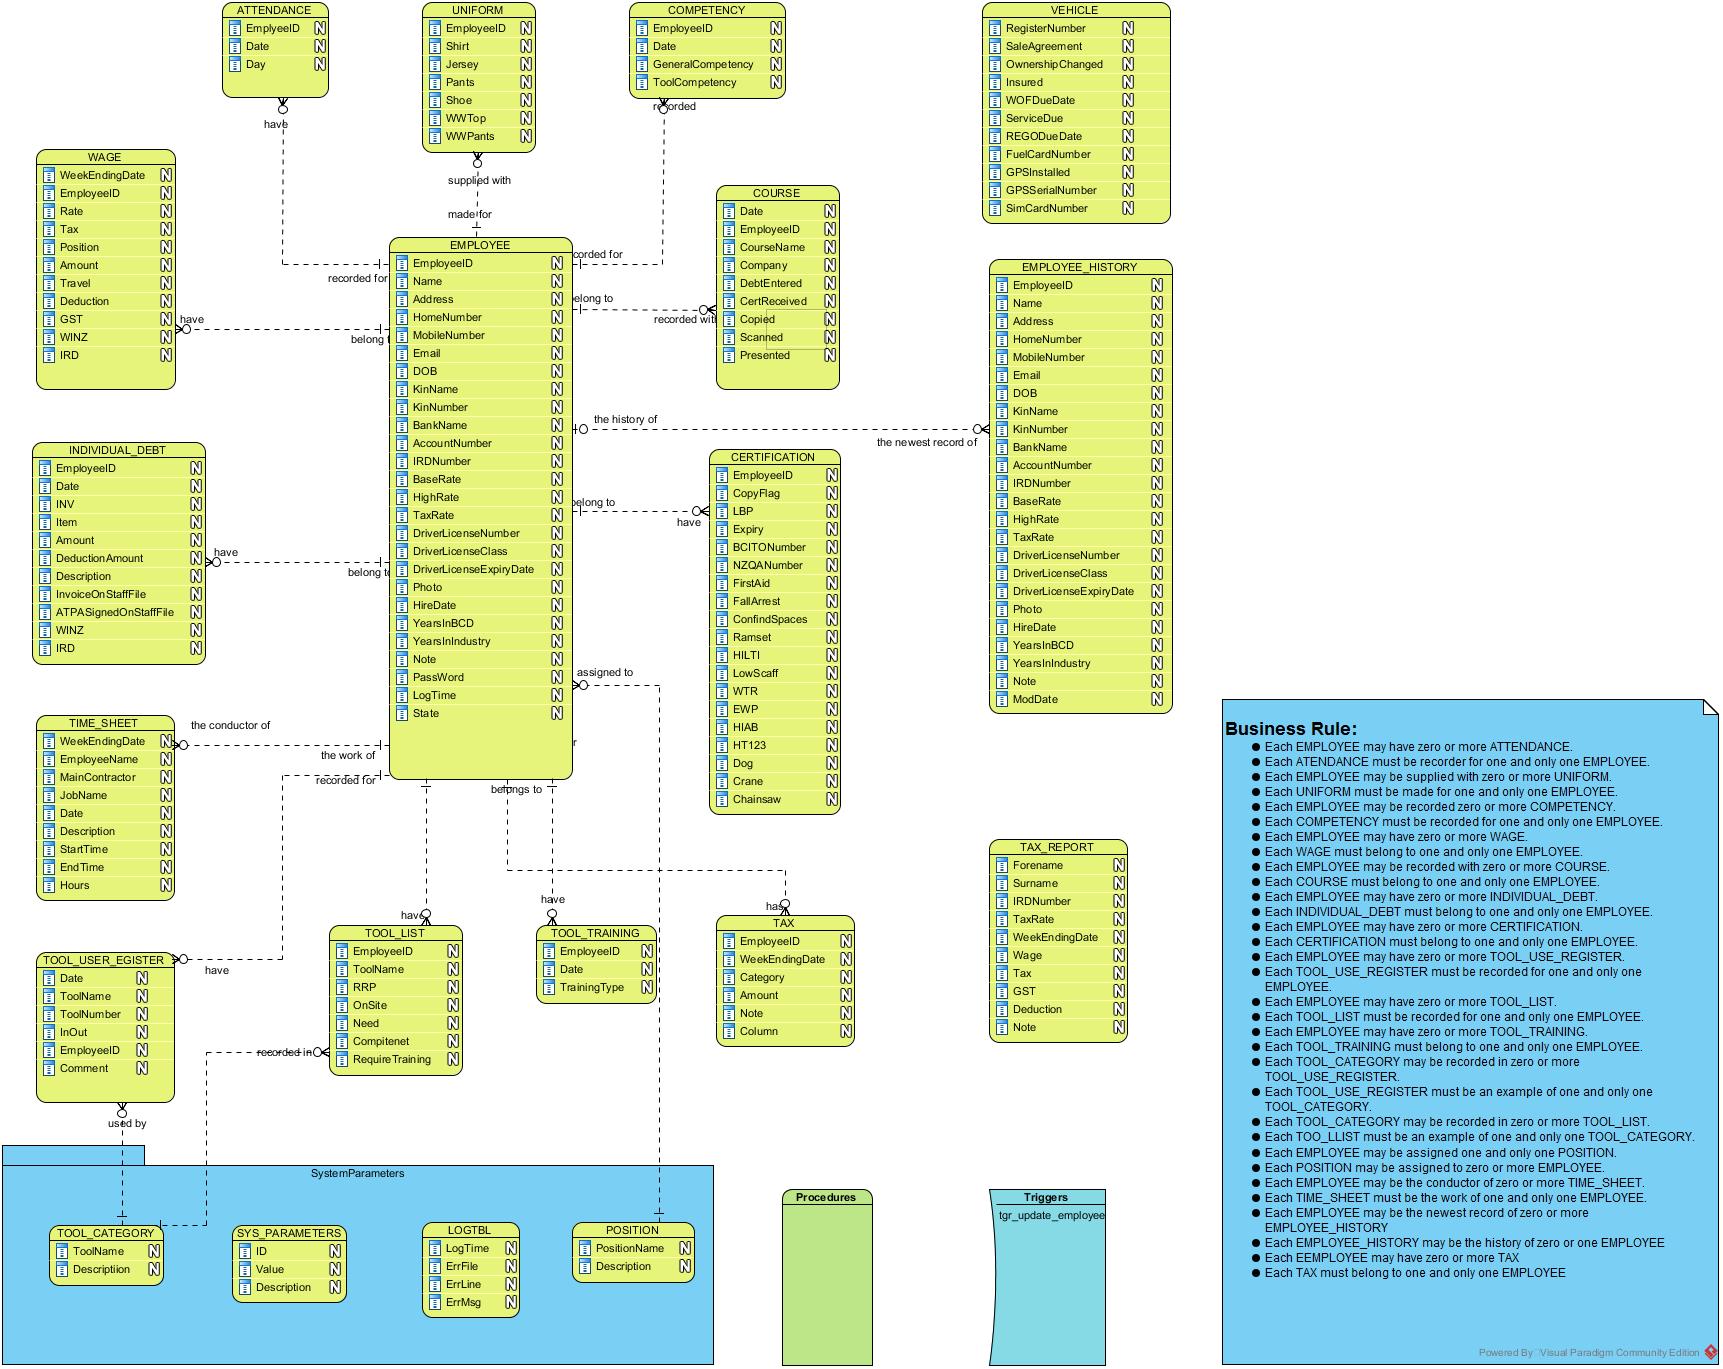 ATTENDANCE
EmplyeeID
Date
Day
have
UNIFORM
EmployeeID
Shirt
Jersey
Pants
Shoe
WWTop
WWPants
supplied with
made for
COMPETENCY
EmployeeID
Date
GeneralCompetency
ToolCompetency
recorded
VEHICLE
RegisterNumber
SaleAgreement
OwnershipChanged
Insured
WOFDueDate
ServiceDue
REGODueDate
FuelCardNumber
GPSInstalled
GPSSerialNumber
SimCardNumber
WAGE
WeekEndingDate
EmployeeID
Rate
Tax
Position
Amount
Travel
Deduction
GST
WINZ
IRD
have
recorded for
belong t
EMPLOYEE
EmployeeID
Name
Address
HomeNumber
MobileNumber
Email
DOB
KinName
KinNumber
BankName
AccountNumber
IRDNumber
BaseRate
HighRate
TaxRate
DriverLicenseNumber
DriverLicenseClass
DriverLicenseExpiryDate
Photo
HireDate
YearsInBCD
YearsInIndustry
Note
PassWord
LogTime
State
corded for
elong to
recorded with
COURSE
Date
EmployeeID
CourseName
Company
DebtEntered
CertReceived
Copied
Scanned
Presented
the history of
the newest record of
EMPLOYEE_HISTORY
EmployeeID
Name
Address
HomeNumber
MobileNumber
Email
DOB
KinName
KinNumber
BankName
AccountNumber
IRDNumber
BaseRate
HighRate
TaxRate
DriverLicenseNumber
DriverLicenseClass
DriverLicenseExpiryDate
Photo
HireDate
YearsInBCD
YearsInIndustry
Note
ModDate
INDIVIDUAL_DEBT
EmployeeID
Date
INV
Item
Amount
DeductionAmount
Description
InvoiceOnStaffFile
ATPASignedOnStaffFile
WINZ
IRD
have
belong to
belong to
have
CERTIFICATION
EmployeeID
CopyFlag
LBP
Expiry
BCITONumber
NZQANumber
FirstAid
FallArrest
ConfindSpaces
Ramset
HILTI
LowScaff
WTR
EWP
HIAB
HT123
Dog
Crane
Chainsaw
assigned to
r
TIME_SHEET
WeekEndingDate
EmployeeName
MainContractor
JobName
Date
Description
StartTime
EndTime
Hours
the conductor of
the work of
recorded for
belongs to
TOOL_USER_EGISTER
Date
ToolName
ToolNumber
InOut
EmployeeID
Comment
have
used by
have
TOOL_LIST
EmployeeID
ToolName
RRP
OnSite
Need
Compitenet
RequireTraining
recorded in
have
TOOL_TRAINING
EmployeeID
Date
TrainingType
has
TAX
EmployeeID
WeekEndingDate
Category
Amount
Note
Column
TAX_REPORT
Forename
Surname
IRDNumber
TaxRate
WeekEndingDate
Wage
Tax
GST
Deduction
Note
SystemParameters
TOOL_CATEGORY
ToolName
Descriptiion
SYS_PARAMETERS
ID
Value
Description
LOGTBL
LogTime
ErrFile
ErrLine
ErrMsg
POSITION
PositionName
Description
Procedures
Triggers
tgr_update_employee
Business Rule:
● Each EMPLOYEE may have zero or more ATTENDANCE.
● Each ATENDANCE must be recorder for one and only one EMPLOYEE.
● Each EMPLOYEE may be supplied with zero or more UNIFORM.
● Each UNIFORM must be made for one and only one EMPLOYEE.
● Each EMPLOYEE may be recorded zero or more COMPETENCY.
● Each COMPETENCY must be recorded for one and only one EMPLOYEE.
● Each EMPLOYEE may have zero or more WAGE.
● Each WAGE must belong to one and only one EMPLOYEE.
● Each EMPLOYEE may be recorded with zero or more COURSE.
● Each COURSE must belong to one and only one EMPLOYEE.
● Each EMPLOYEE may have zero or more INDIVIDUAL_DEBT.
● Each INDIVIDUAL_DEBT must belong to one and only one EMPLOYEE.
● Each EMPLOYEE may have zero or more CERTIFICATION.
● Each CERTIFICATION must belong to one and only one EMPLOYEE.
● Each EMPLOYEE may have zero or more TOOL_USE_REGISTER.
● Each TOOL_USE_REGISTER must be recorded for one and only one
EMPLOYEE.
● Each EMPLOYEE may have zero or more TOOL_LIST.
● Each TOOL_LIST must be recorded for one and only one EMPLOYEE.
● Each EMPLOYEE may have zero or more TOOL_TRAINING.
● Each TOOL_TRAINING must belong to one and only one EMPLOYEE.
● Each TOOL_CATEGORY may be recorded in zero or more
TOOL_USE_REGISTER.
● Each TOOL_USE_REGISTER must be an example of one and only one
TOOL_CATEGORY.
● Each TOOL_CATEGORY may be recorded in zero or more TOOL_LIST.
● Each TOO_LLIST must be an example of one and only one TOOL_CATEGORY.
● Each EMPLOYEE may be assigned one and only one POSITION.
● Each POSITION may be assigned to zero or more EMPLOYEE.
● Each EMPLOYEE may be the conductor of zero or more TIME_SHEET.
● Each TIME_SHEET must be the work of one and only one EMPLOYEE.
● Each EMPLOYEE may be the newest record of zero or more
EMPLOYEE_HISTORY
● Each EMPLOYEE_HISTORY may be the history of zero or one EMPLOYEE
● Each EEMPLOYEE may have zero or more TAX
● Each TAX must belong to one and only one EMPLOYEE
Powered By Visual Paradigm Community Edition